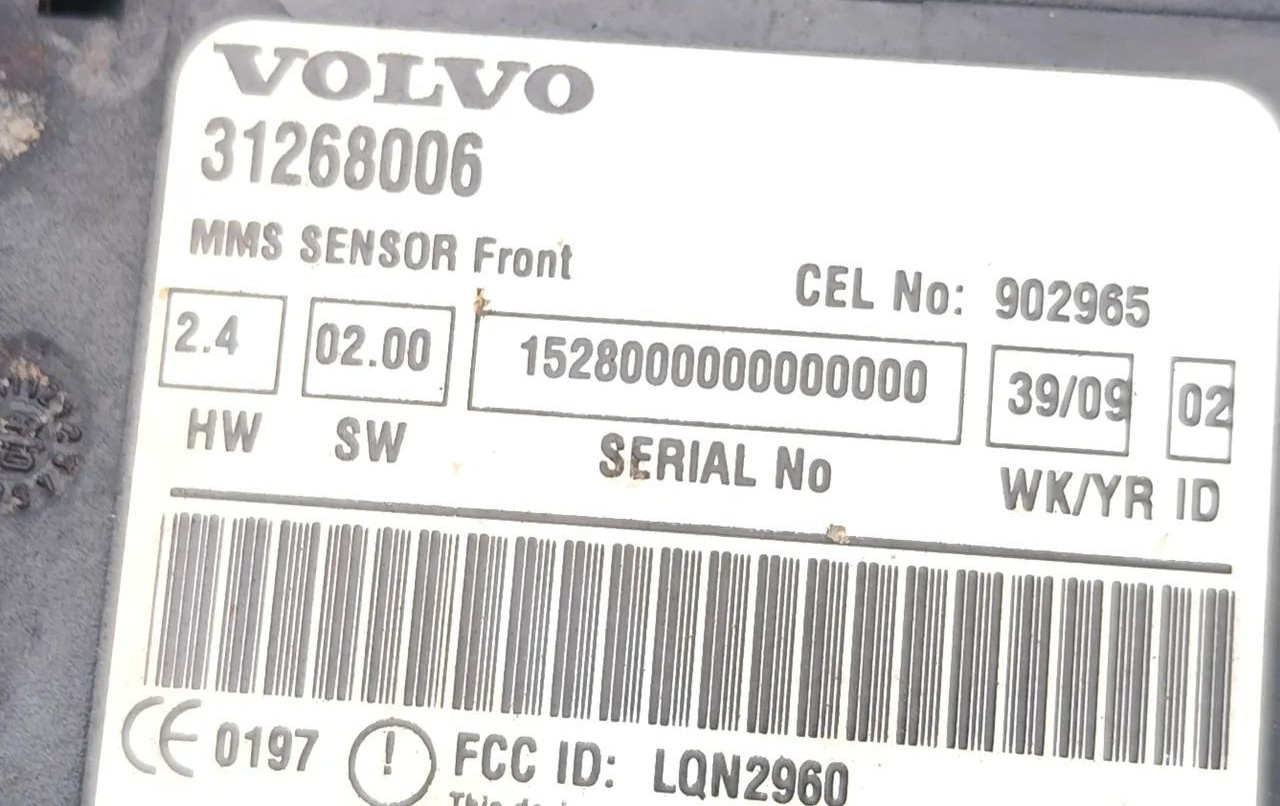 VOLVO
31268006
MMS SENSOR Front
CEL No: 902965
2.4 02.00 1528000000000000 39/09 02
HW SW SERIAL No WK/YR ID
CE 0197 ! FCC ID: LQN2960
This